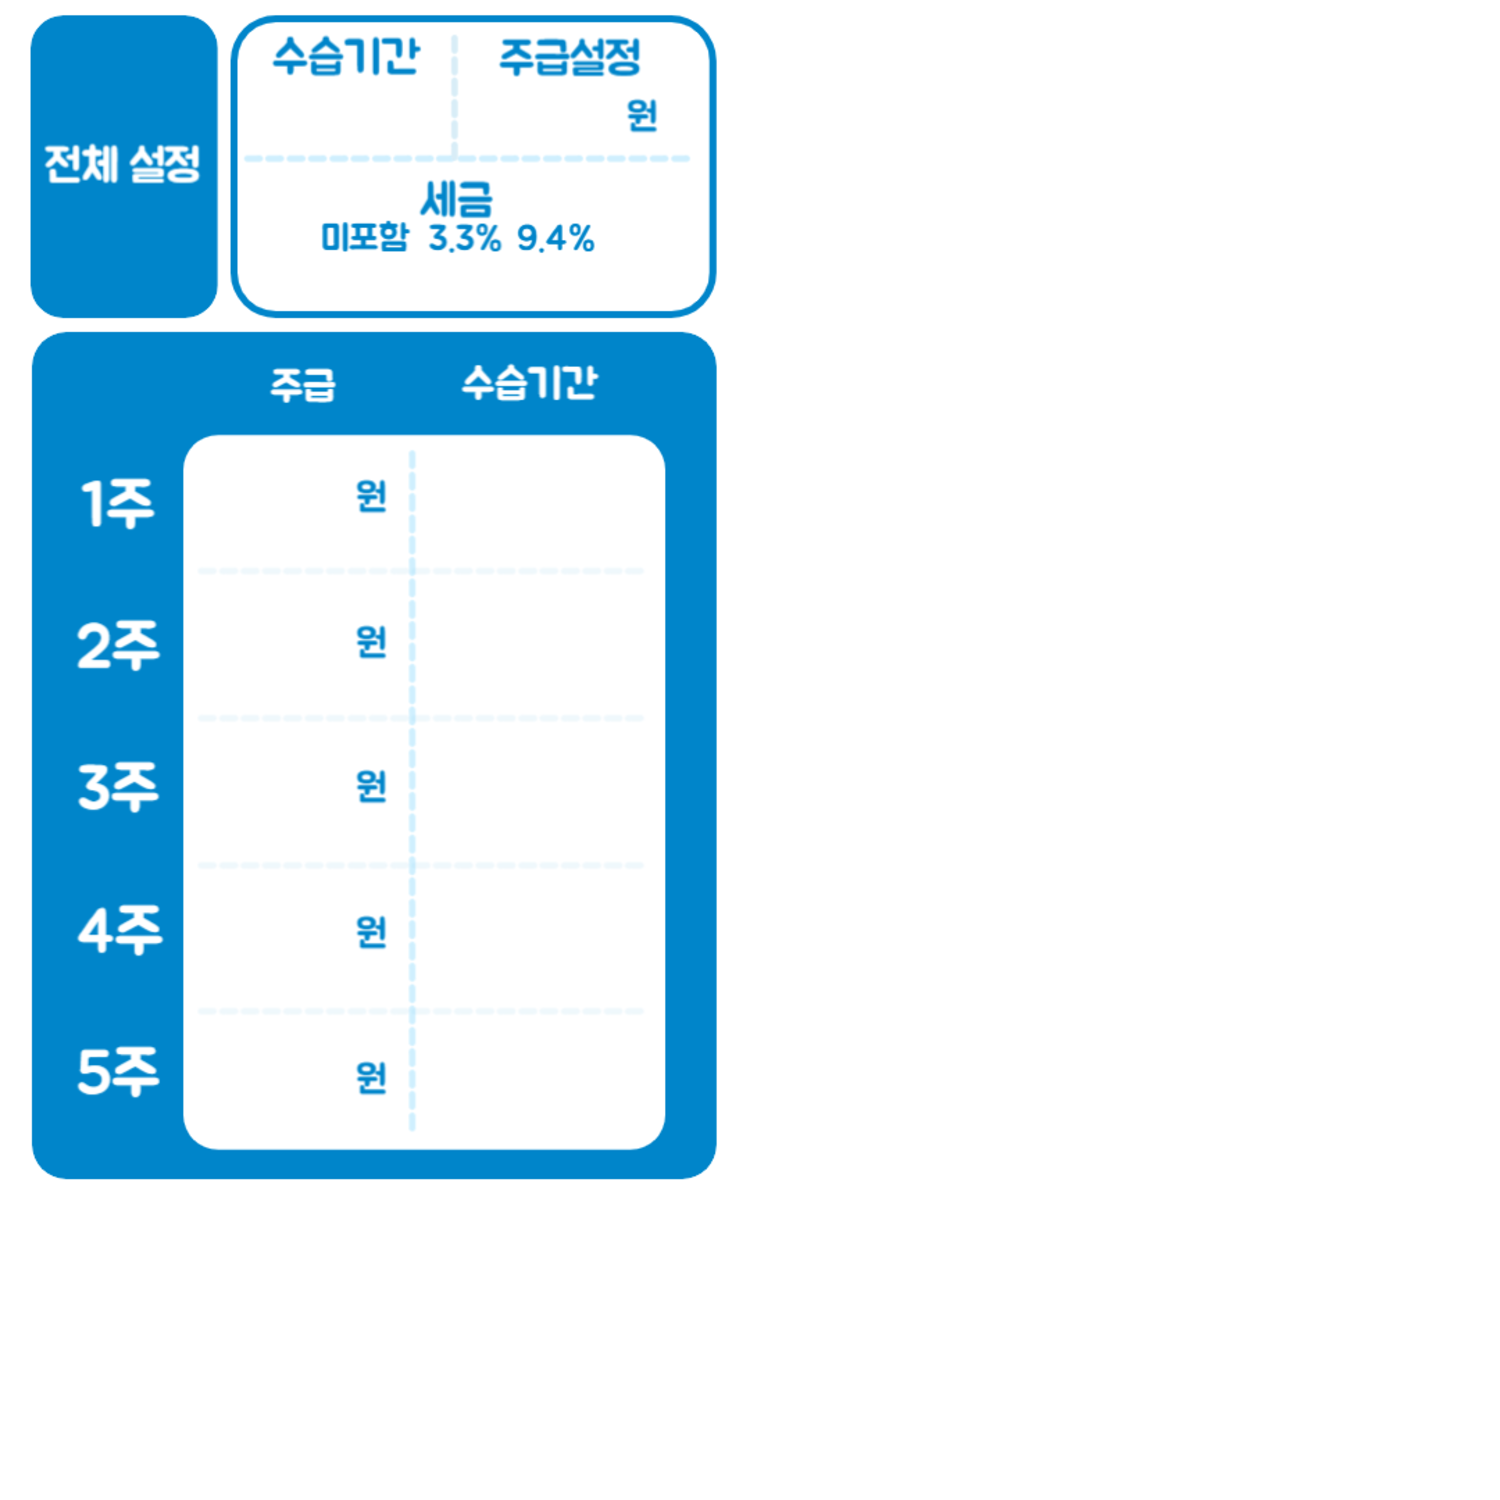 전체 설정
수습기간 주급설정
원
세금
미포함 3.3% 9.4%
주급 수습기간
1주 원
2주 원
3주 원
4주 원
5주 원